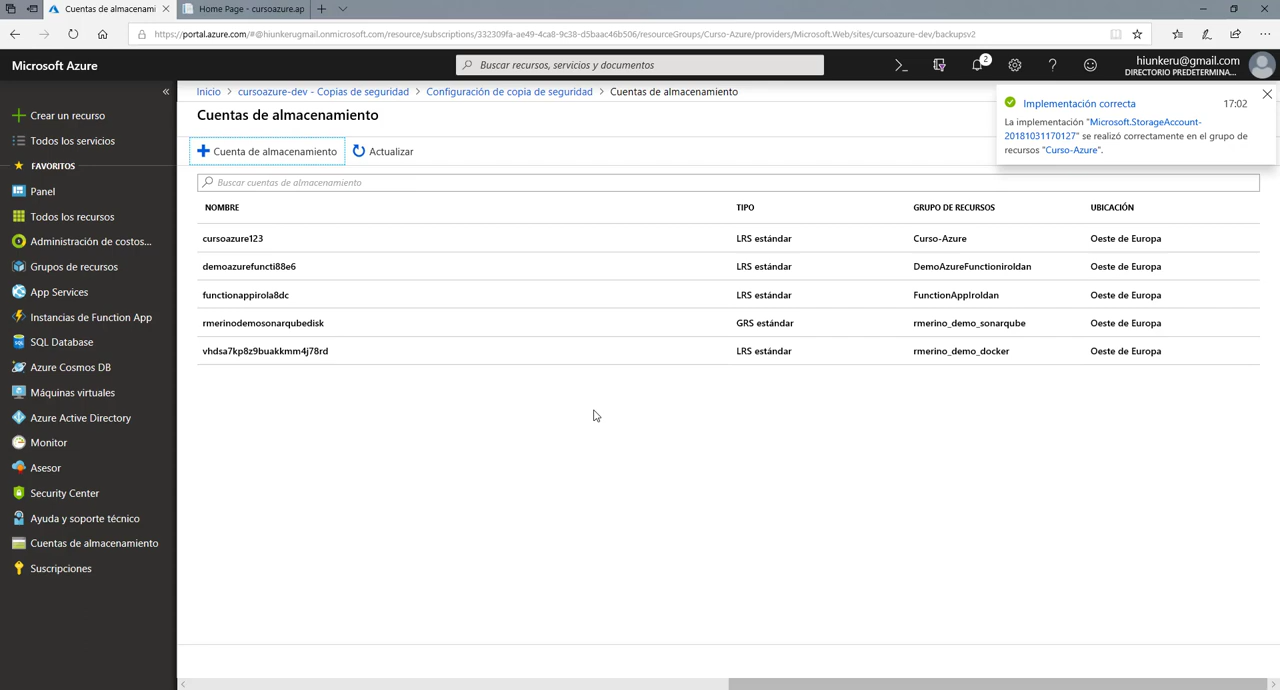 Cuentas de almacenami
Home Page - cursoazure.ap
https://portal.azure.com/#@hiunkerugmail.onmicrosoft.com/resource/subscriptions/332309fa-ae49-4ca8-9c38-d5baac46b506/resourceGroups/Curso-Azure/providers/Microsoft.Web/sites/cursoazure-dev/backupsv2
Microsoft Azure
Buscar recursos, servicios y documentos
2
hiunkeru@gmail.com
DIRECTORIO PREDETERMINA...
Inicio > cursoazure-dev - Copias de seguridad > Configuración de copia de seguridad > Cuentas de almacenamiento
Cuentas de almacenamiento
Implementación correcta 17:02
La implementación "Microsoft.StorageAccount-
20181031170127" se realizó correctamente en el grupo de
recursos "Curso-Azure".
Cuenta de almacenamiento
Actualizar
Buscar cuentas de almacenamiento
NOMBRE TIPO GRUPO DE RECURSOS UBICACIÓN
cursoazure123 LRS estándar Curso-Azure Oeste de Europa
demoazurefuncti88e6 LRS estándar DemoAzureFunctioniroldan Oeste de Europa
functionappirola8dc LRS estándar FunctionAppIroldan Oeste de Europa
rmerinodemosonarqubedisk GRS estándar rmerino_demo_sonarqube Oeste de Europa
vhdsa7kp8z9buakkmm4j78rd LRS estándar rmerino_demo_docker Oeste de Europa
Crear un recurso
Todos los servicios
FAVORITOS
Panel
Todos los recursos
Administración de costos...
Grupos de recursos
App Services
Instancias de Function App
SQL Database
Azure Cosmos DB
Máquinas virtuales
Azure Active Directory
Monitor
Asesor
Security Center
Ayuda y soporte técnico
Cuentas de almacenamiento
Suscripciones